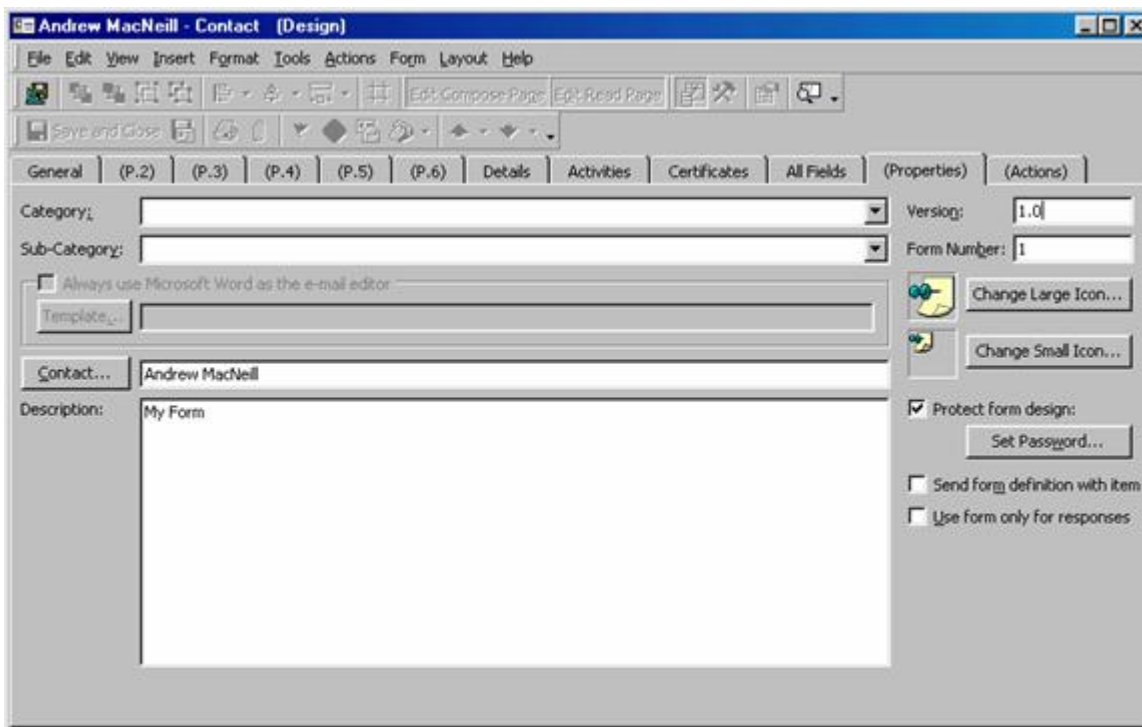 Andrew MacNeill - Contact (Design)
File Edit View Insert Format Tools Actions Form Layout Help
Edit Compose Page Edit Read Page
Save and Close
General (P.2) (P.3) (P.4) (P.5) (P.6) Details Activities Certificates All Fields (Properties) (Actions)
Category: Version: 1.0
Sub-Category: Form Number: 1
Always use Microsoft Word as the e-mail editor
Template... Change Large Icon...
Change Small Icon...
Contact... Andrew MacNeill
Description: My Form Protect form design:
Set Password...
Send form definition with item
Use form only for responses